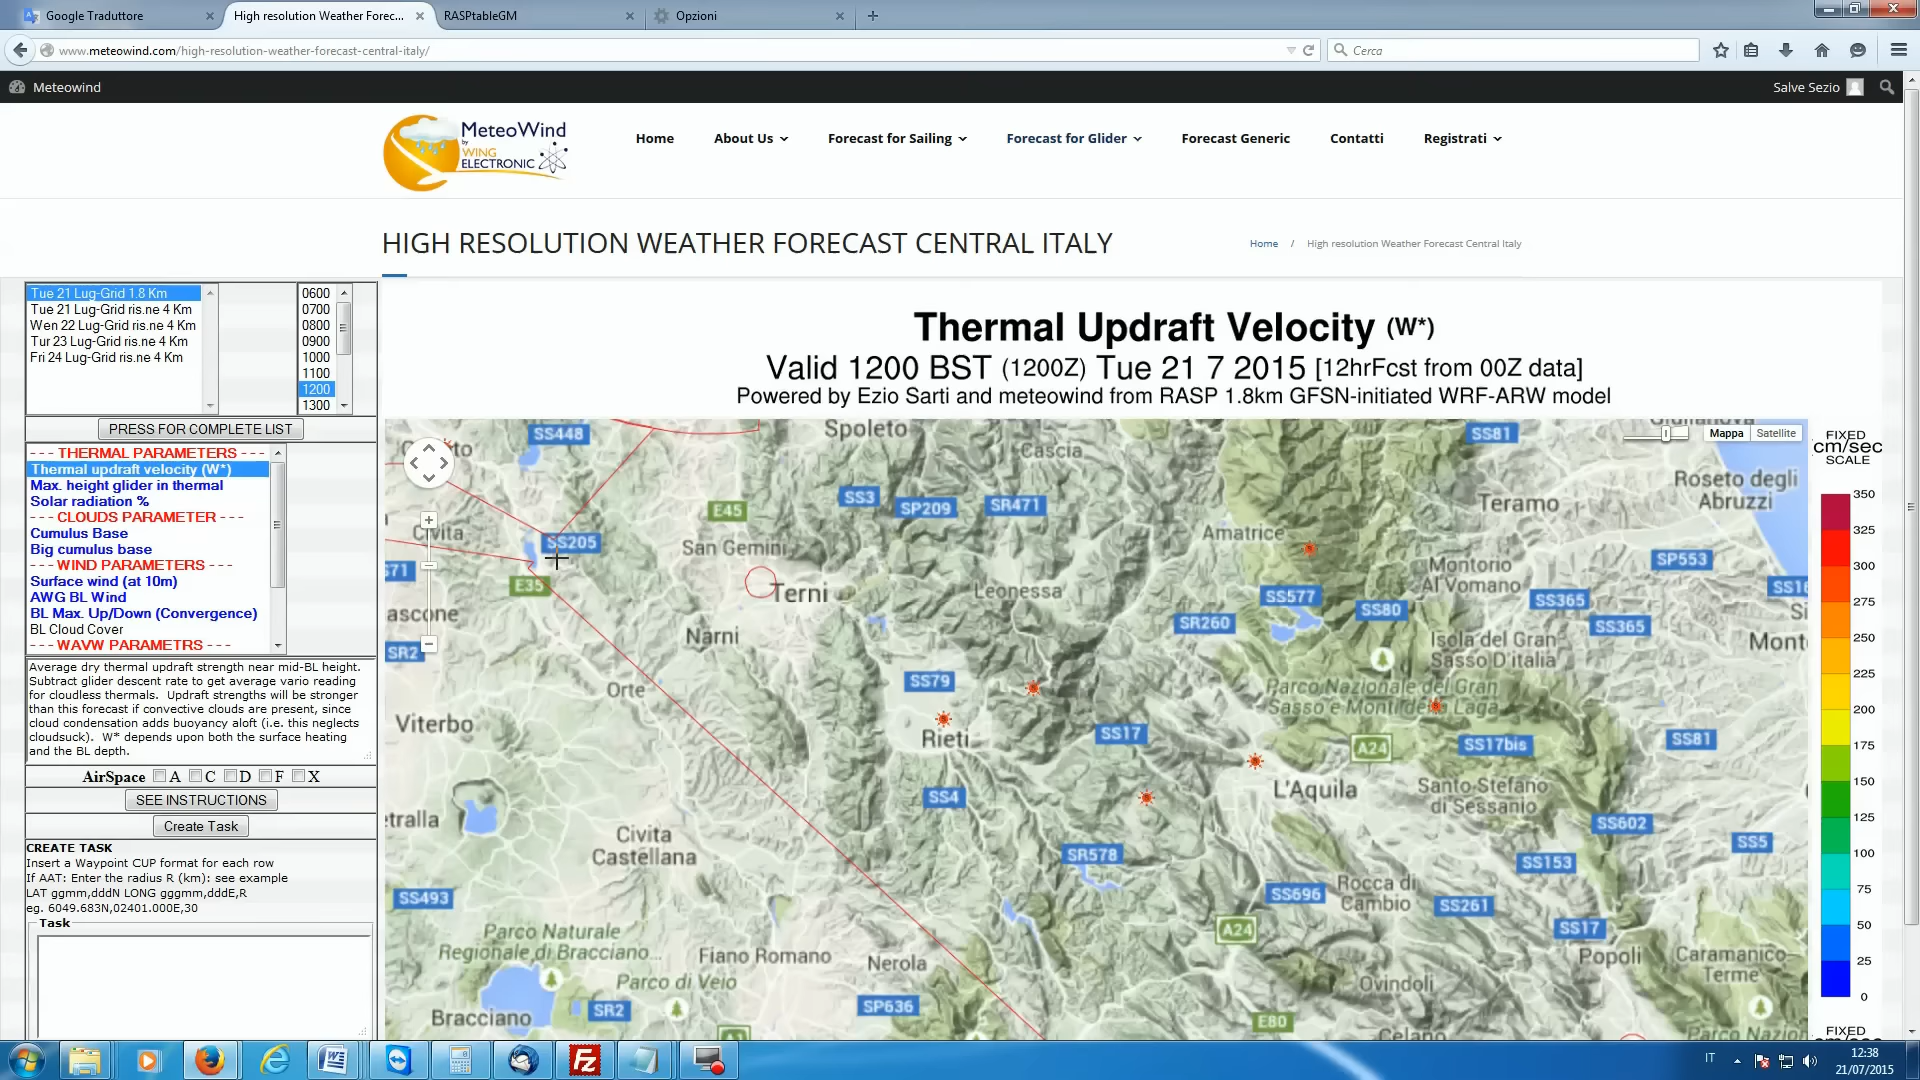 Google Traduttore
High resolution Weather Forec...
RASPtableGM
Opzioni
www.meteowind.com/high-resolution-weather-forecast-central-italy/
Cerca
Meteowind
Salve Sezio
MeteoWind
by
WING
ELECTRONIC
Home
About Us
Forecast for Sailing
Forecast for Glider
Forecast Generic
Contatti
Registrati
HIGH RESOLUTION WEATHER FORECAST CENTRAL ITALY
Home / High resolution Weather Forecast Central Italy
Tue 21 Lug-Grid 1.8 Km
Tue 21 Lug-Grid ris.ne 4 Km
Wen 22 Lug-Grid ris.ne 4 Km
Tur 23 Lug-Grid ris.ne 4 Km
Fri 24 Lug-Grid ris.ne 4 Km
0600
0700
0800
0900
1000
1100
1200
1300
PRESS FOR COMPLETE LIST
- - - THERMAL PARAMETERS - - -
Thermal updraft velocity (W*)
Max. height glider in thermal
Solar radiation %
- - - CLOUDS PARAMETER - - -
Cumulus Base
Big cumulus base
- - - WIND PARAMETERS - - -
Surface wind (at 10m)
AWG BL Wind
BL Max. Up/Down (Convergence)
BL Cloud Cover
- - - WAVW PARAMETRS - - -
Average dry thermal updraft strength near mid-BL height.
Subtract glider descent rate to get average vario reading
for cloudless thermals. Updraft strengths will be stronger
than this forecast if convective clouds are present, since
cloud condensation adds buoyancy aloft (i.e. this neglects
cloudsuck). W* depends upon both the surface heating
and the BL depth.
AirSpace A C D F X
SEE INSTRUCTIONS
Create Task
CREATE TASK
Insert a Waypoint CUP format for each row
If AAT: Enter the radius R (km): see example
LAT ggmm,dddN LONG gggmm,dddE,R
eg. 6049.683N,02401.000E,30
Task
Thermal Updraft Velocity (W*)
Valid 1200 BST (1200Z) Tue 21 7 2015 [12hrFcst from 00Z data]
Powered by Ezio Sarti and meteowind from RASP 1.8km GFSN-initiated WRF-ARW model
SS448
Spoleto
Cascia
SS81
Mappa
Satellite
Roseto degli
Abruzzi
SS3
SP209
SR471
Teramo
E45
Civita
SS205
San Gemini
Amatrice
SP553
E35
Terni
Leonessa
Montorio
Al Vomano
SS577
SS80
SS365
SS365
SR260
Narni
Isola del Gran
Sasso D'italia
SS79
Orte
Parco Nazionale del Gran
Sasso e Monti della Laga
Viterbo
Rieti
SS17
A24
SS17bis
SS81
L'Aquila
Santo Stefano
di Sessanio
SS4
SS602
Civita
Castellana
SR578
SS153
SS5
SS493
SS696
Rocca di
Cambio
SS261
Parco Naturale
Regionale di Bracciano...
A24
SS17
Fiano Romano
Nerola
Popoli
Caramanico
Terme
Parco di Veio
Ovindoli
Bracciano
SR2
SP636
E80
Celano
FIXED
cm/sec
SCALE
350
325
300
275
250
225
200
175
150
125
100
75
50
25
0
FIXED
IT
12:38
21/07/2015